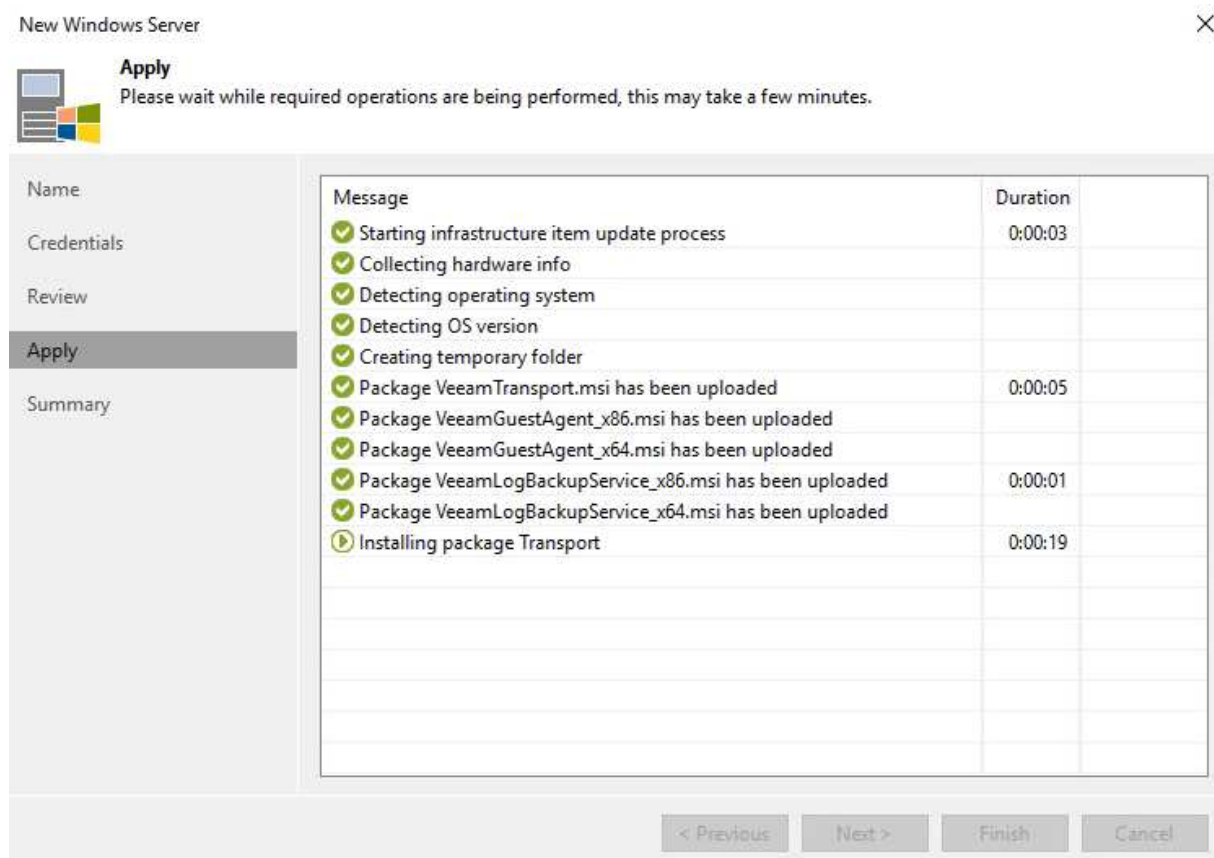 New Windows Server
Apply
Please wait while required operations are being performed, this may take a few minutes.
Name
Credentials
Review
Apply
Summary
Message Duration
Starting infrastructure item update process 0:00:03
Collecting hardware info
Detecting operating system
Detecting OS version
Creating temporary folder
Package VeeamTransport.msi has been uploaded 0:00:05
Package VeeamGuestAgent_x86.msi has been uploaded
Package VeeamGuestAgent_x64.msi has been uploaded
Package VeeamLogBackupService_x86.msi has been uploaded 0:00:01
Package VeeamLogBackupService_x64.msi has been uploaded
Installing package Transport 0:00:19
< Previous Next > Finish Cancel